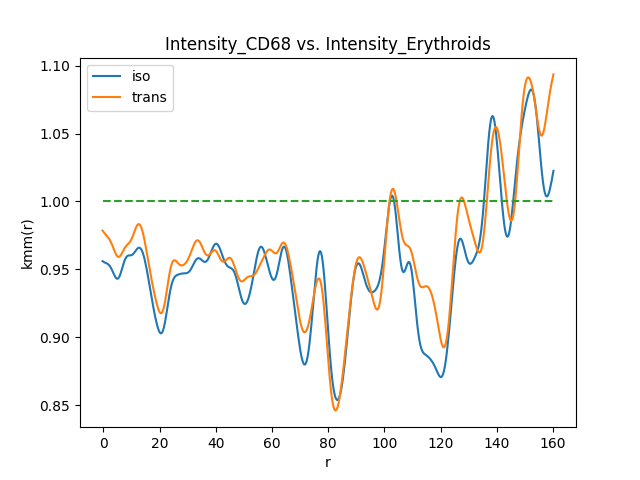 Intensity_CD68 vs. Intensity_Erythroids
iso
trans
kmm(r)
1.10
1.05
1.00
0.95
0.90
0.85
0 20 40 60 80 100 120 140 160
r